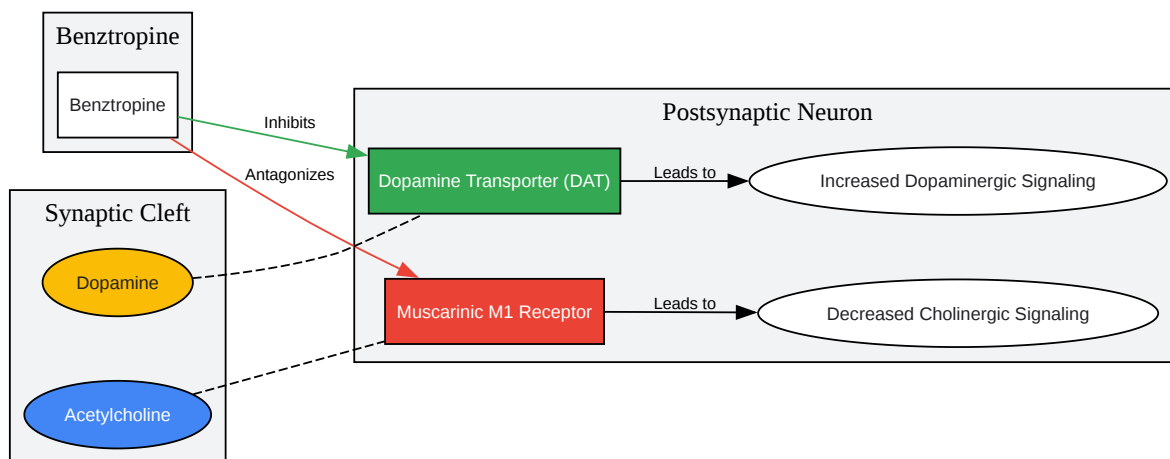 Benztropine
Benztropine
Inhibits
Antagonizes
Postsynaptic Neuron
Dopamine Transporter (DAT)
Leads to
Increased Dopaminergic Signaling
Muscarinic M1 Receptor
Leads to
Decreased Cholinergic Signaling
Synaptic Cleft
Dopamine
Acetylcholine